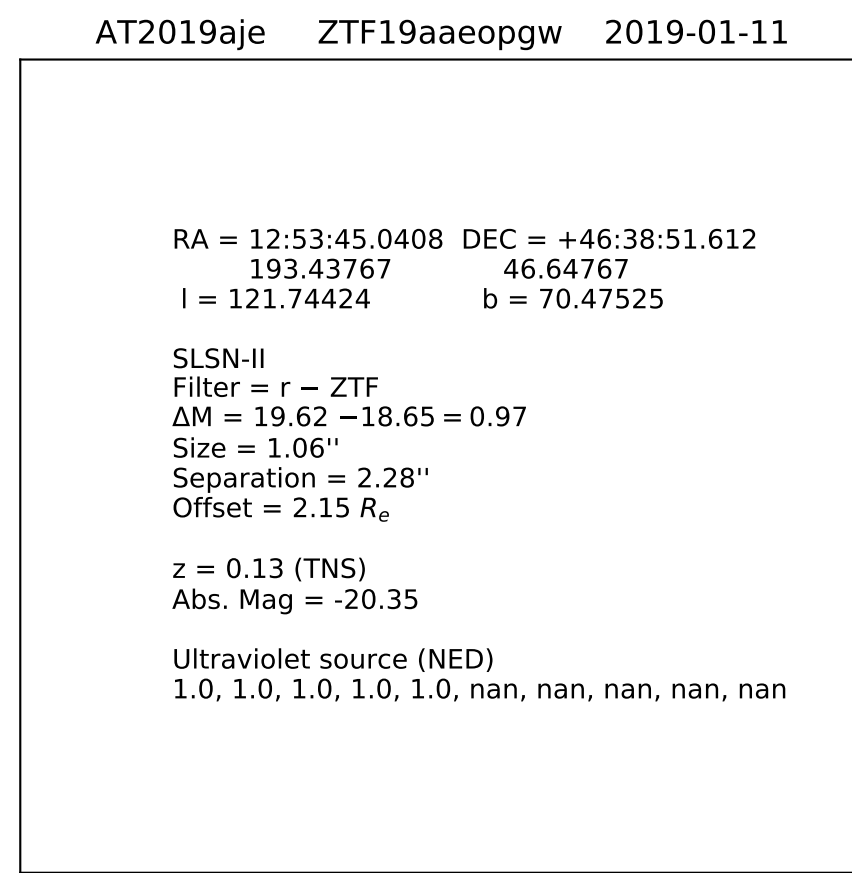 AT2019aje ZTF19aaeopgw 2019-01-11
RA = 12:53:45.0408 DEC = +46:38:51.612
193.43767 46.64767
l = 121.74424 b = 70.47525
SLSN-II
Filter = r − ZTF
ΔM = 19.62 −18.65 = 0.97
Size = 1.06''
Separation = 2.28''
Offset = 2.15 Rₑ
z = 0.13 (TNS)
Abs. Mag = -20.35
Ultraviolet source (NED)
1.0, 1.0, 1.0, 1.0, 1.0, nan, nan, nan, nan, nan